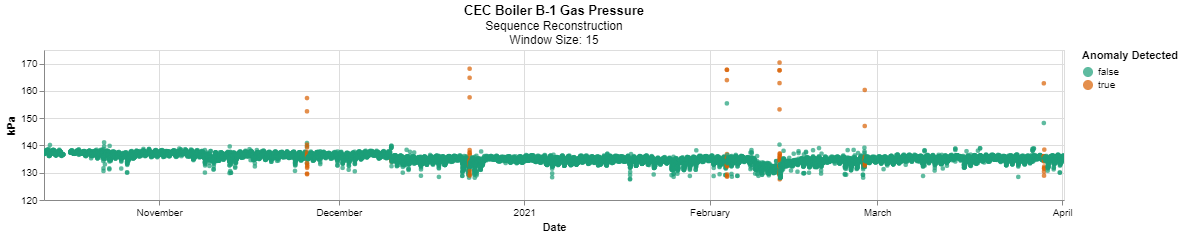 CEC Boiler B-1 Gas Pressure
Sequence Reconstruction
Window Size: 15
Anomaly Detected
false
true
kPa
170
160
150
140
130
120
November
December
2021
February
March
April
Date